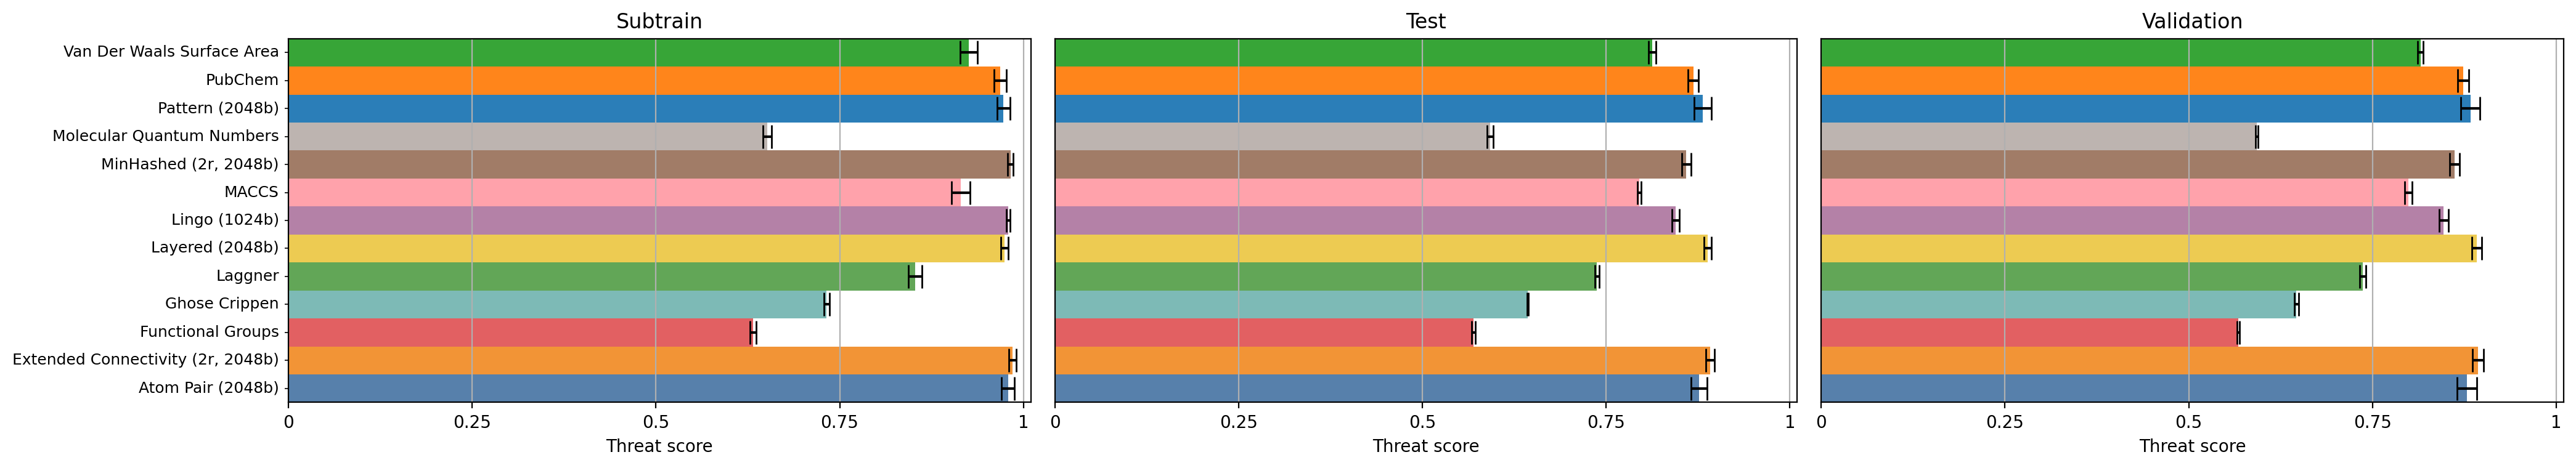 Subtrain
Test
Validation
Van Der Waals Surface Area
PubChem
Pattern (2048b)
Molecular Quantum Numbers
MinHashed (2r, 2048b)
MACCS
Lingo (1024b)
Layered (2048b)
Laggner
Ghose Crippen
Functional Groups
Extended Connectivity (2r, 2048b)
Atom Pair (2048b)
0 0.25 0.5 0.75 1
0 0.25 0.5 0.75 1
0 0.25 0.5 0.75 1
Threat score
Threat score
Threat score